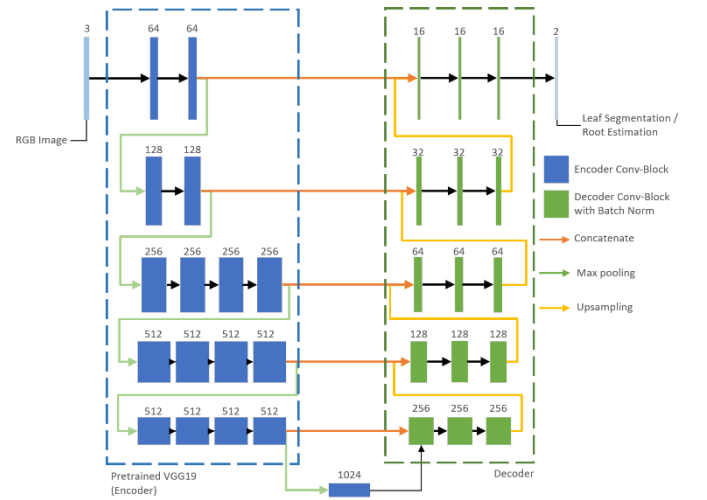 3 64 64 16 16 16 2
RGB Image
Leaf Segmentation /
Root Estimation
128 128 32 32 32
Encoder Conv-Block
Decoder Conv-Block
with Batch Norm
Concatenate
256 256 256 256 64 64 64
Max pooling
Upsampling
512 512 512 512 128 128 128
512 512 512 512 256 256 256
Pretrained VGG19
(Encoder)
1024
Decoder